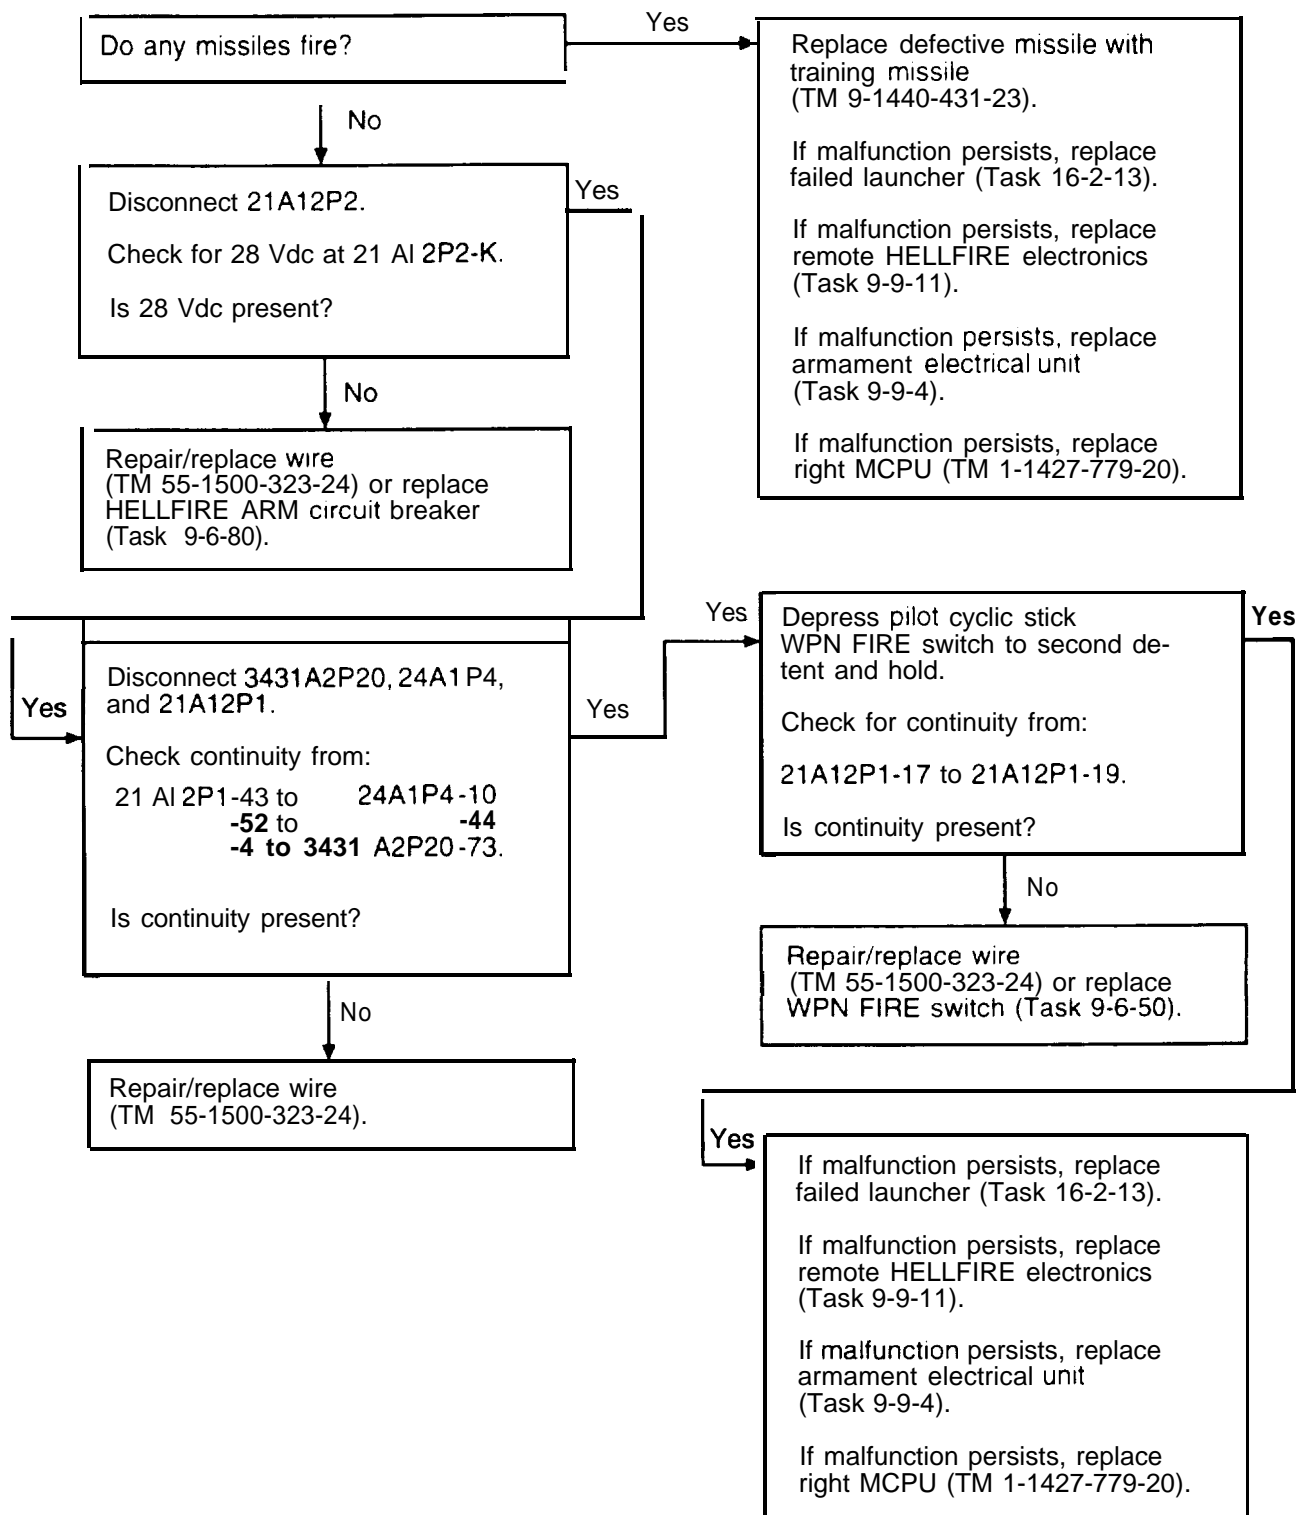 Do any missiles fire?
Yes
Replace defective missile with
training missile
(TM 9-1440-431-23).
If malfunction persists, replace
failed launcher (Task 16-2-13).
If malfunction persists, replace
remote HELLFIRE electronics
(Task 9-9-11).
If malfunction persists, replace
armament electrical unit
(Task 9-9-4).
If malfunction persists, replace
right MCPU (TM 1-1427-779-20).
No
Disconnect 21A12P2.
Check for 28 Vdc at 21 Al 2P2-K.
Is 28 Vdc present?
Yes
No
Repair/replace wire
(TM 55-1500-323-24) or replace
HELLFIRE ARM circuit breaker
(Task 9-6-80).
Yes
Disconnect 3431A2P20, 24A1P4,
and 21A12P1.
Check continuity from:
21 Al 2P1-43 to 24A1P4-10
-52 to -44
-4 to 3431 A2P20-73.
Is continuity present?
Yes
No
Repair/replace wire
(TM 55-1500-323-24).
Yes
Depress pilot cyclic stick
WPN FIRE switch to second de-
tent and hold.
Check for continuity from:
21A12P1-17 to 21A12P1-19.
Is continuity present?
Yes
No
Repair/replace wire
(TM 55-1500-323-24) or replace
WPN FIRE switch (Task 9-6-50).
Yes
If malfunction persists, replace
failed launcher (Task 16-2-13).
If malfunction persists, replace
remote HELLFIRE electronics
(Task 9-9-11).
If malfunction persists, replace
armament electrical unit
(Task 9-9-4).
If malfunction persists, replace
right MCPU (TM 1-1427-779-20).